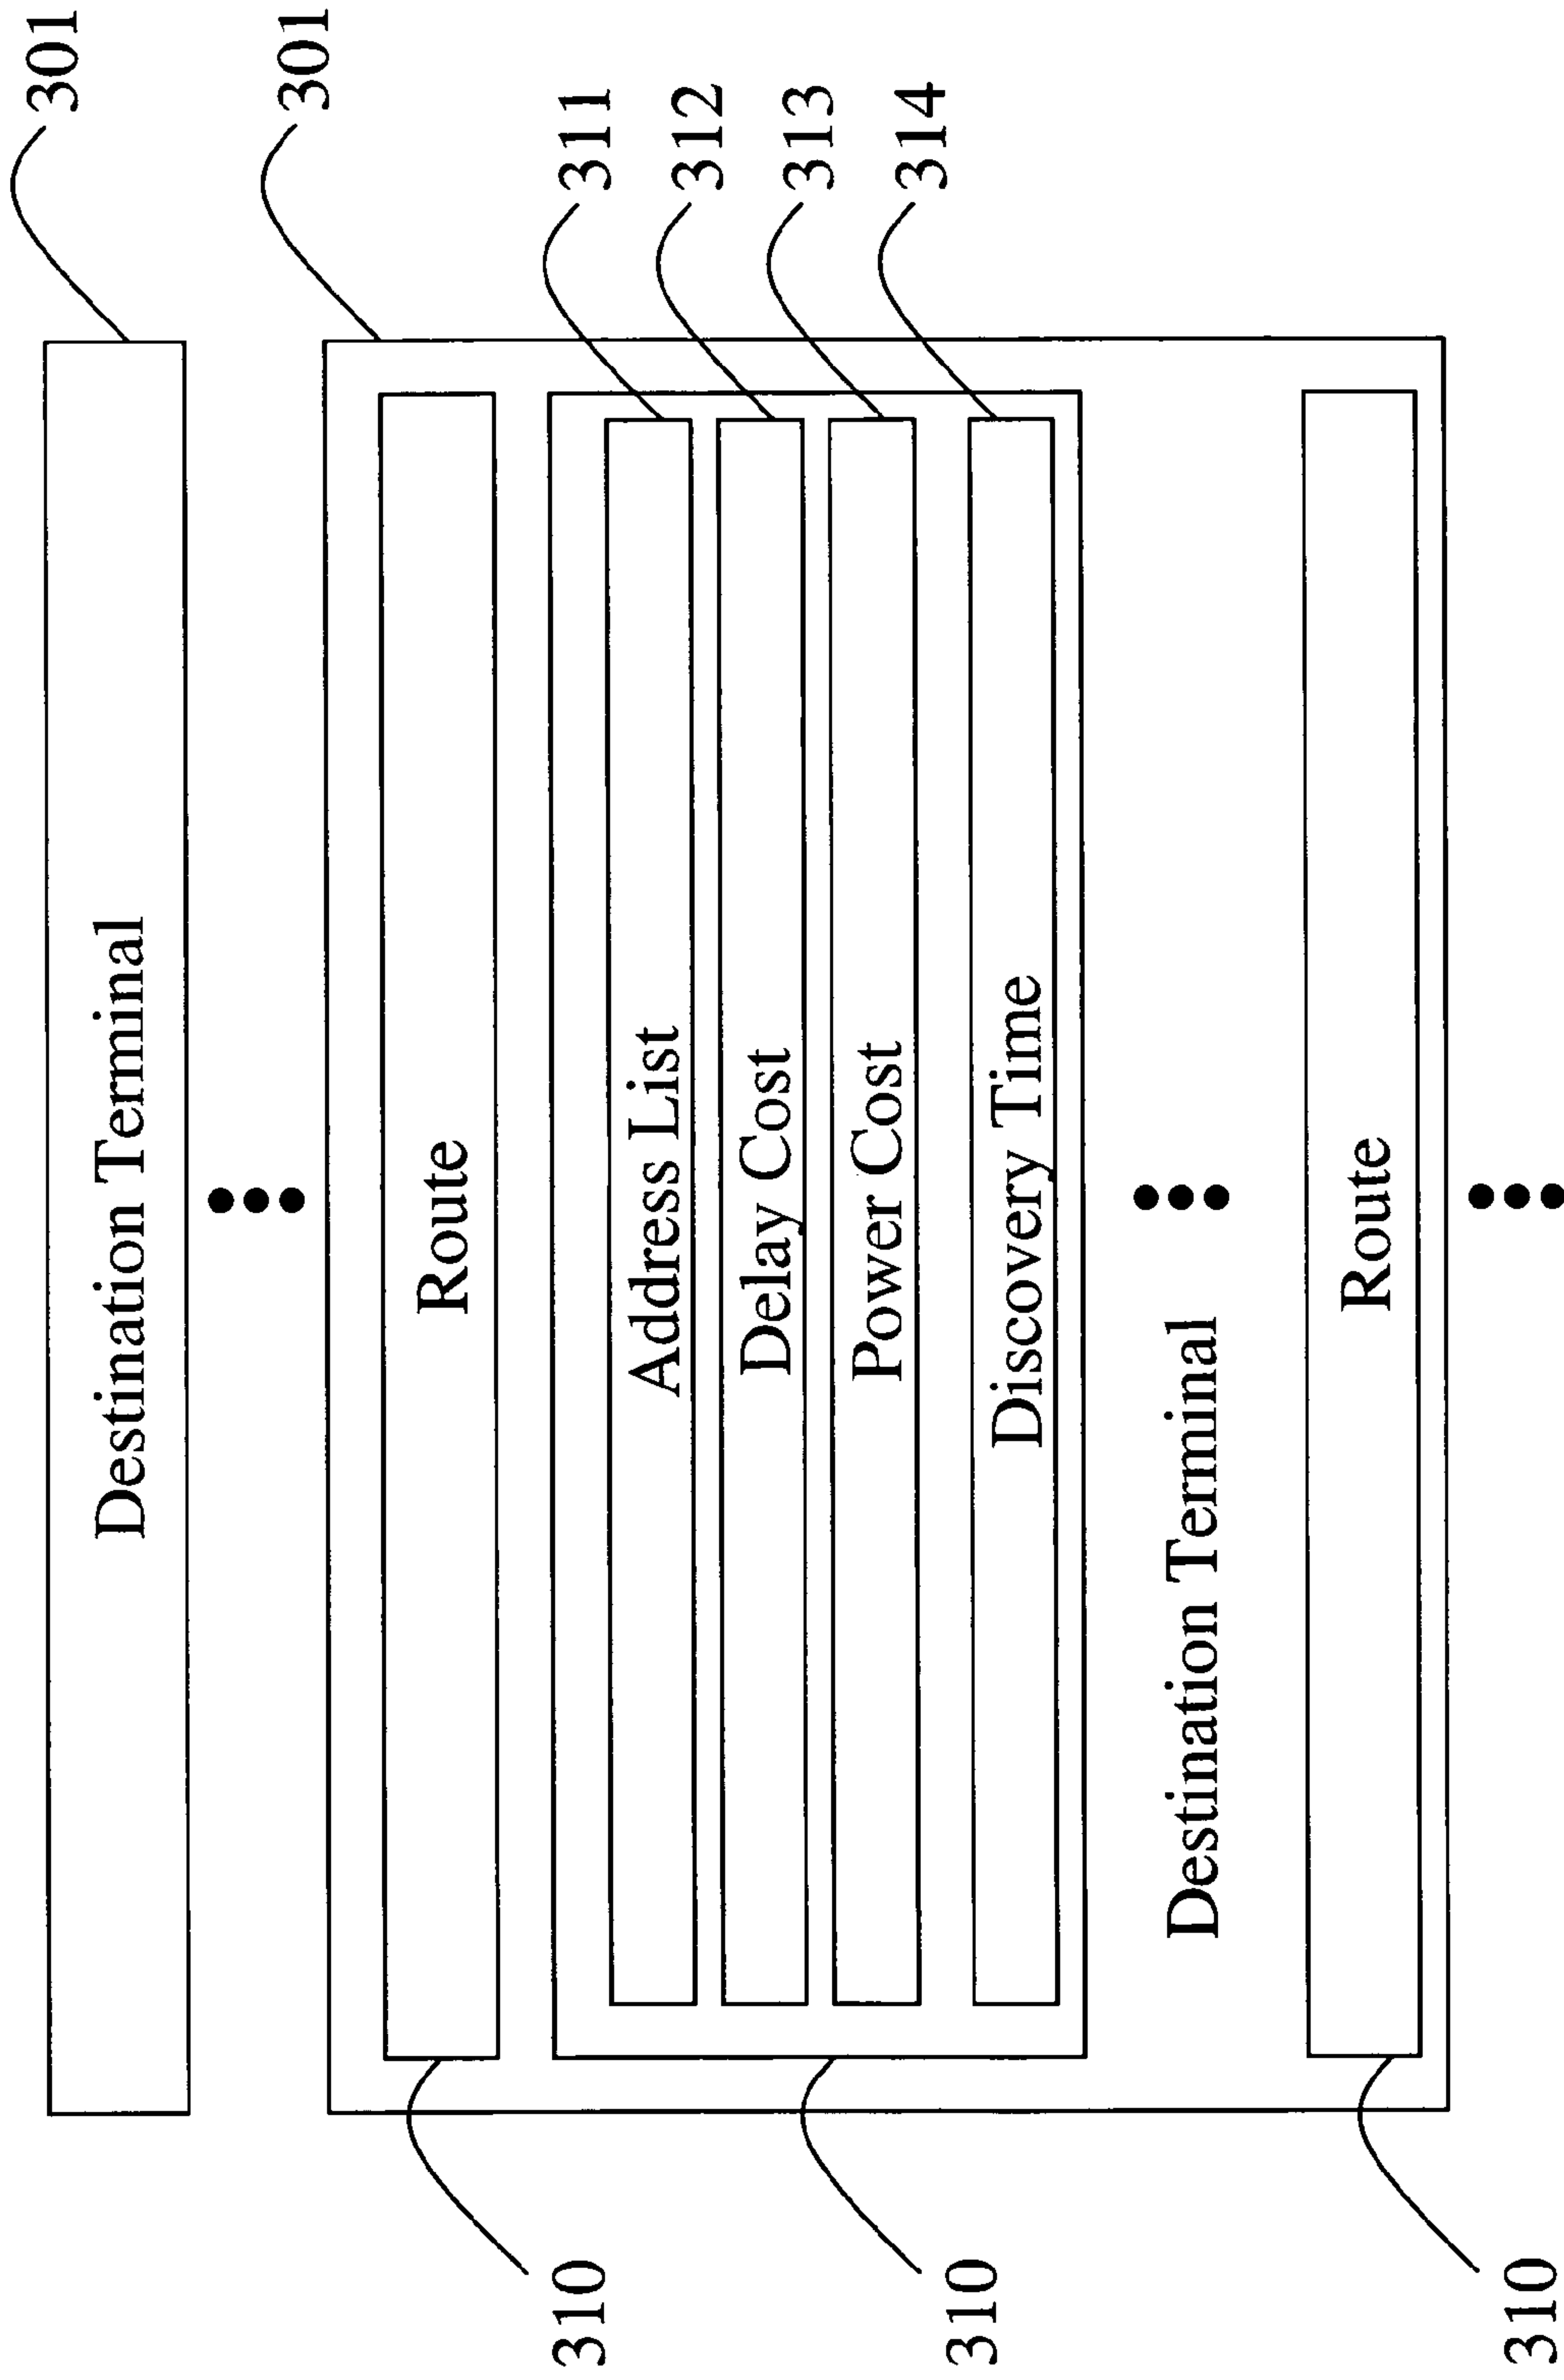 Destination Terminal
301
301
Route
310
Address List
311
Delay Cost
312
Power Cost
313
Discovery Time
314
310
Destination Terminal
Route
310